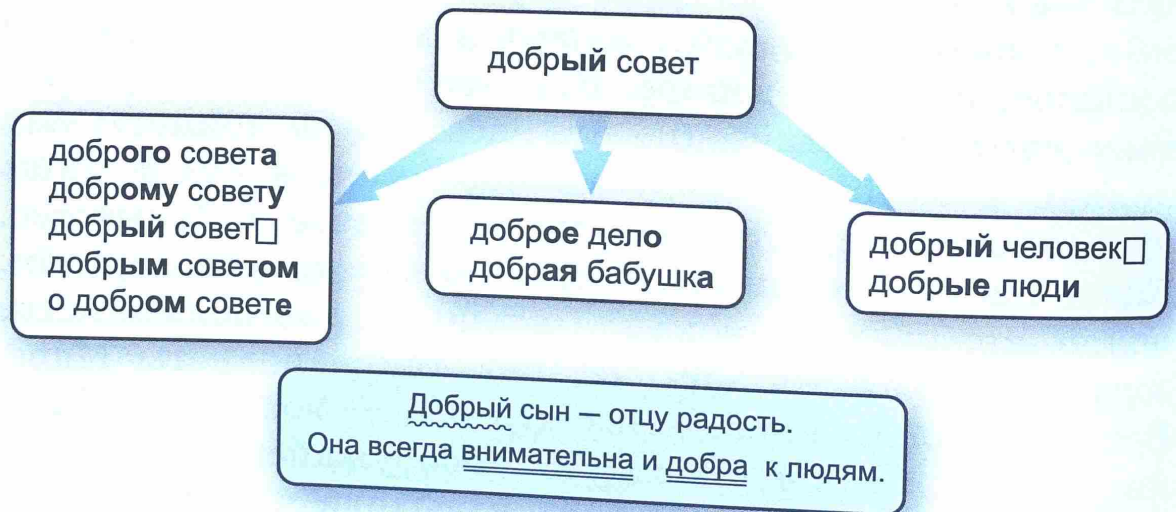 добрый совет
доброго совета
доброму совету
добрый совет□
добрым советом
о добром совете
доброе дело
добрая бабушка
добрый человек□
добрые люди
Добрый сын — отцу радость.
Она всегда внимательна и добра к людям.